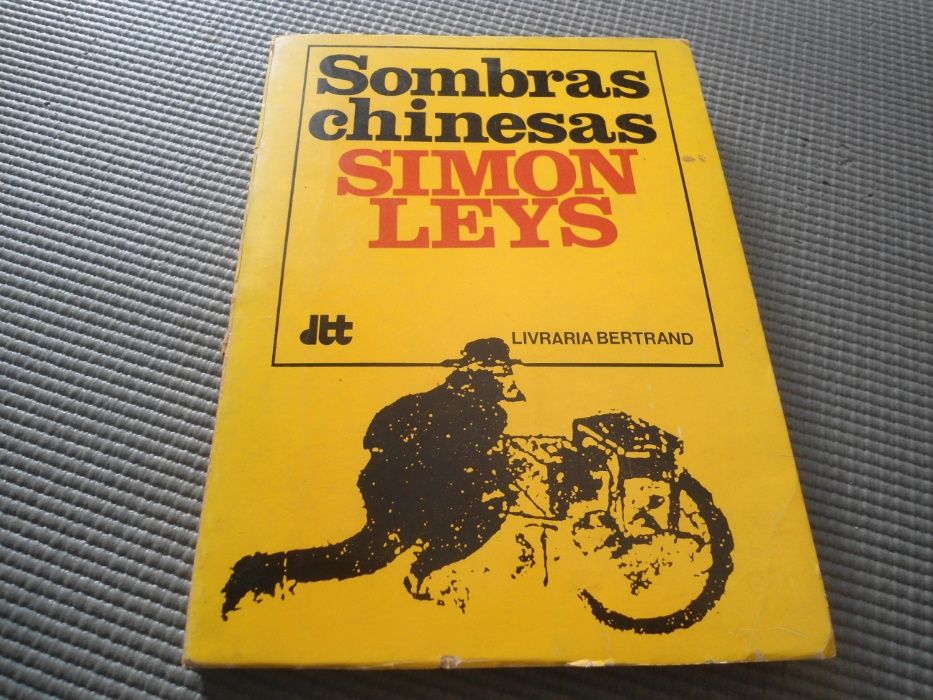 Sombras
chinesas
SIMON
LEYS
dtt
LIVRARIA BERTRAND